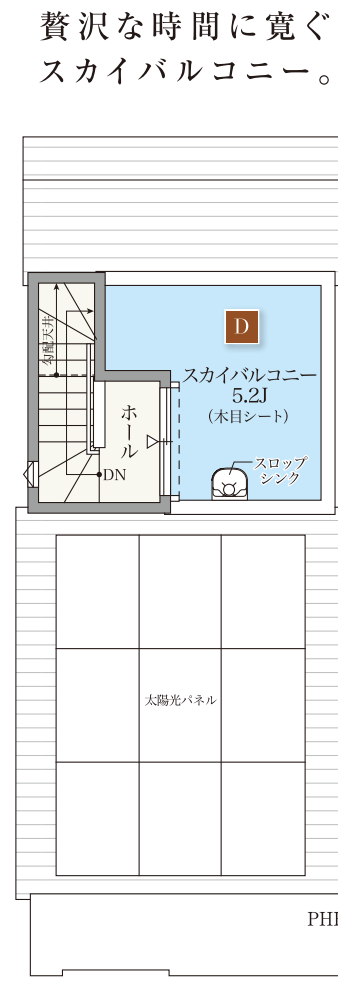 贅沢な時間に寛ぐ
スカイバルコニー。
勾配天井
D
スカイバルコニー
5.2J
(木目シート)
ホール
スロップ
シンク
DN
太陽光パネル